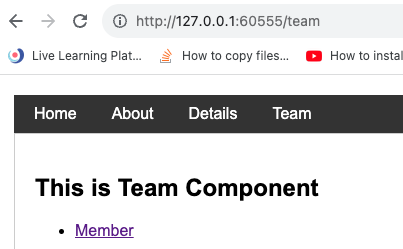 http://127.0.0.1:60555/team
Live Learning Plat... How to copy files... How to instal
Home About Details Team
This is Team Component
Member